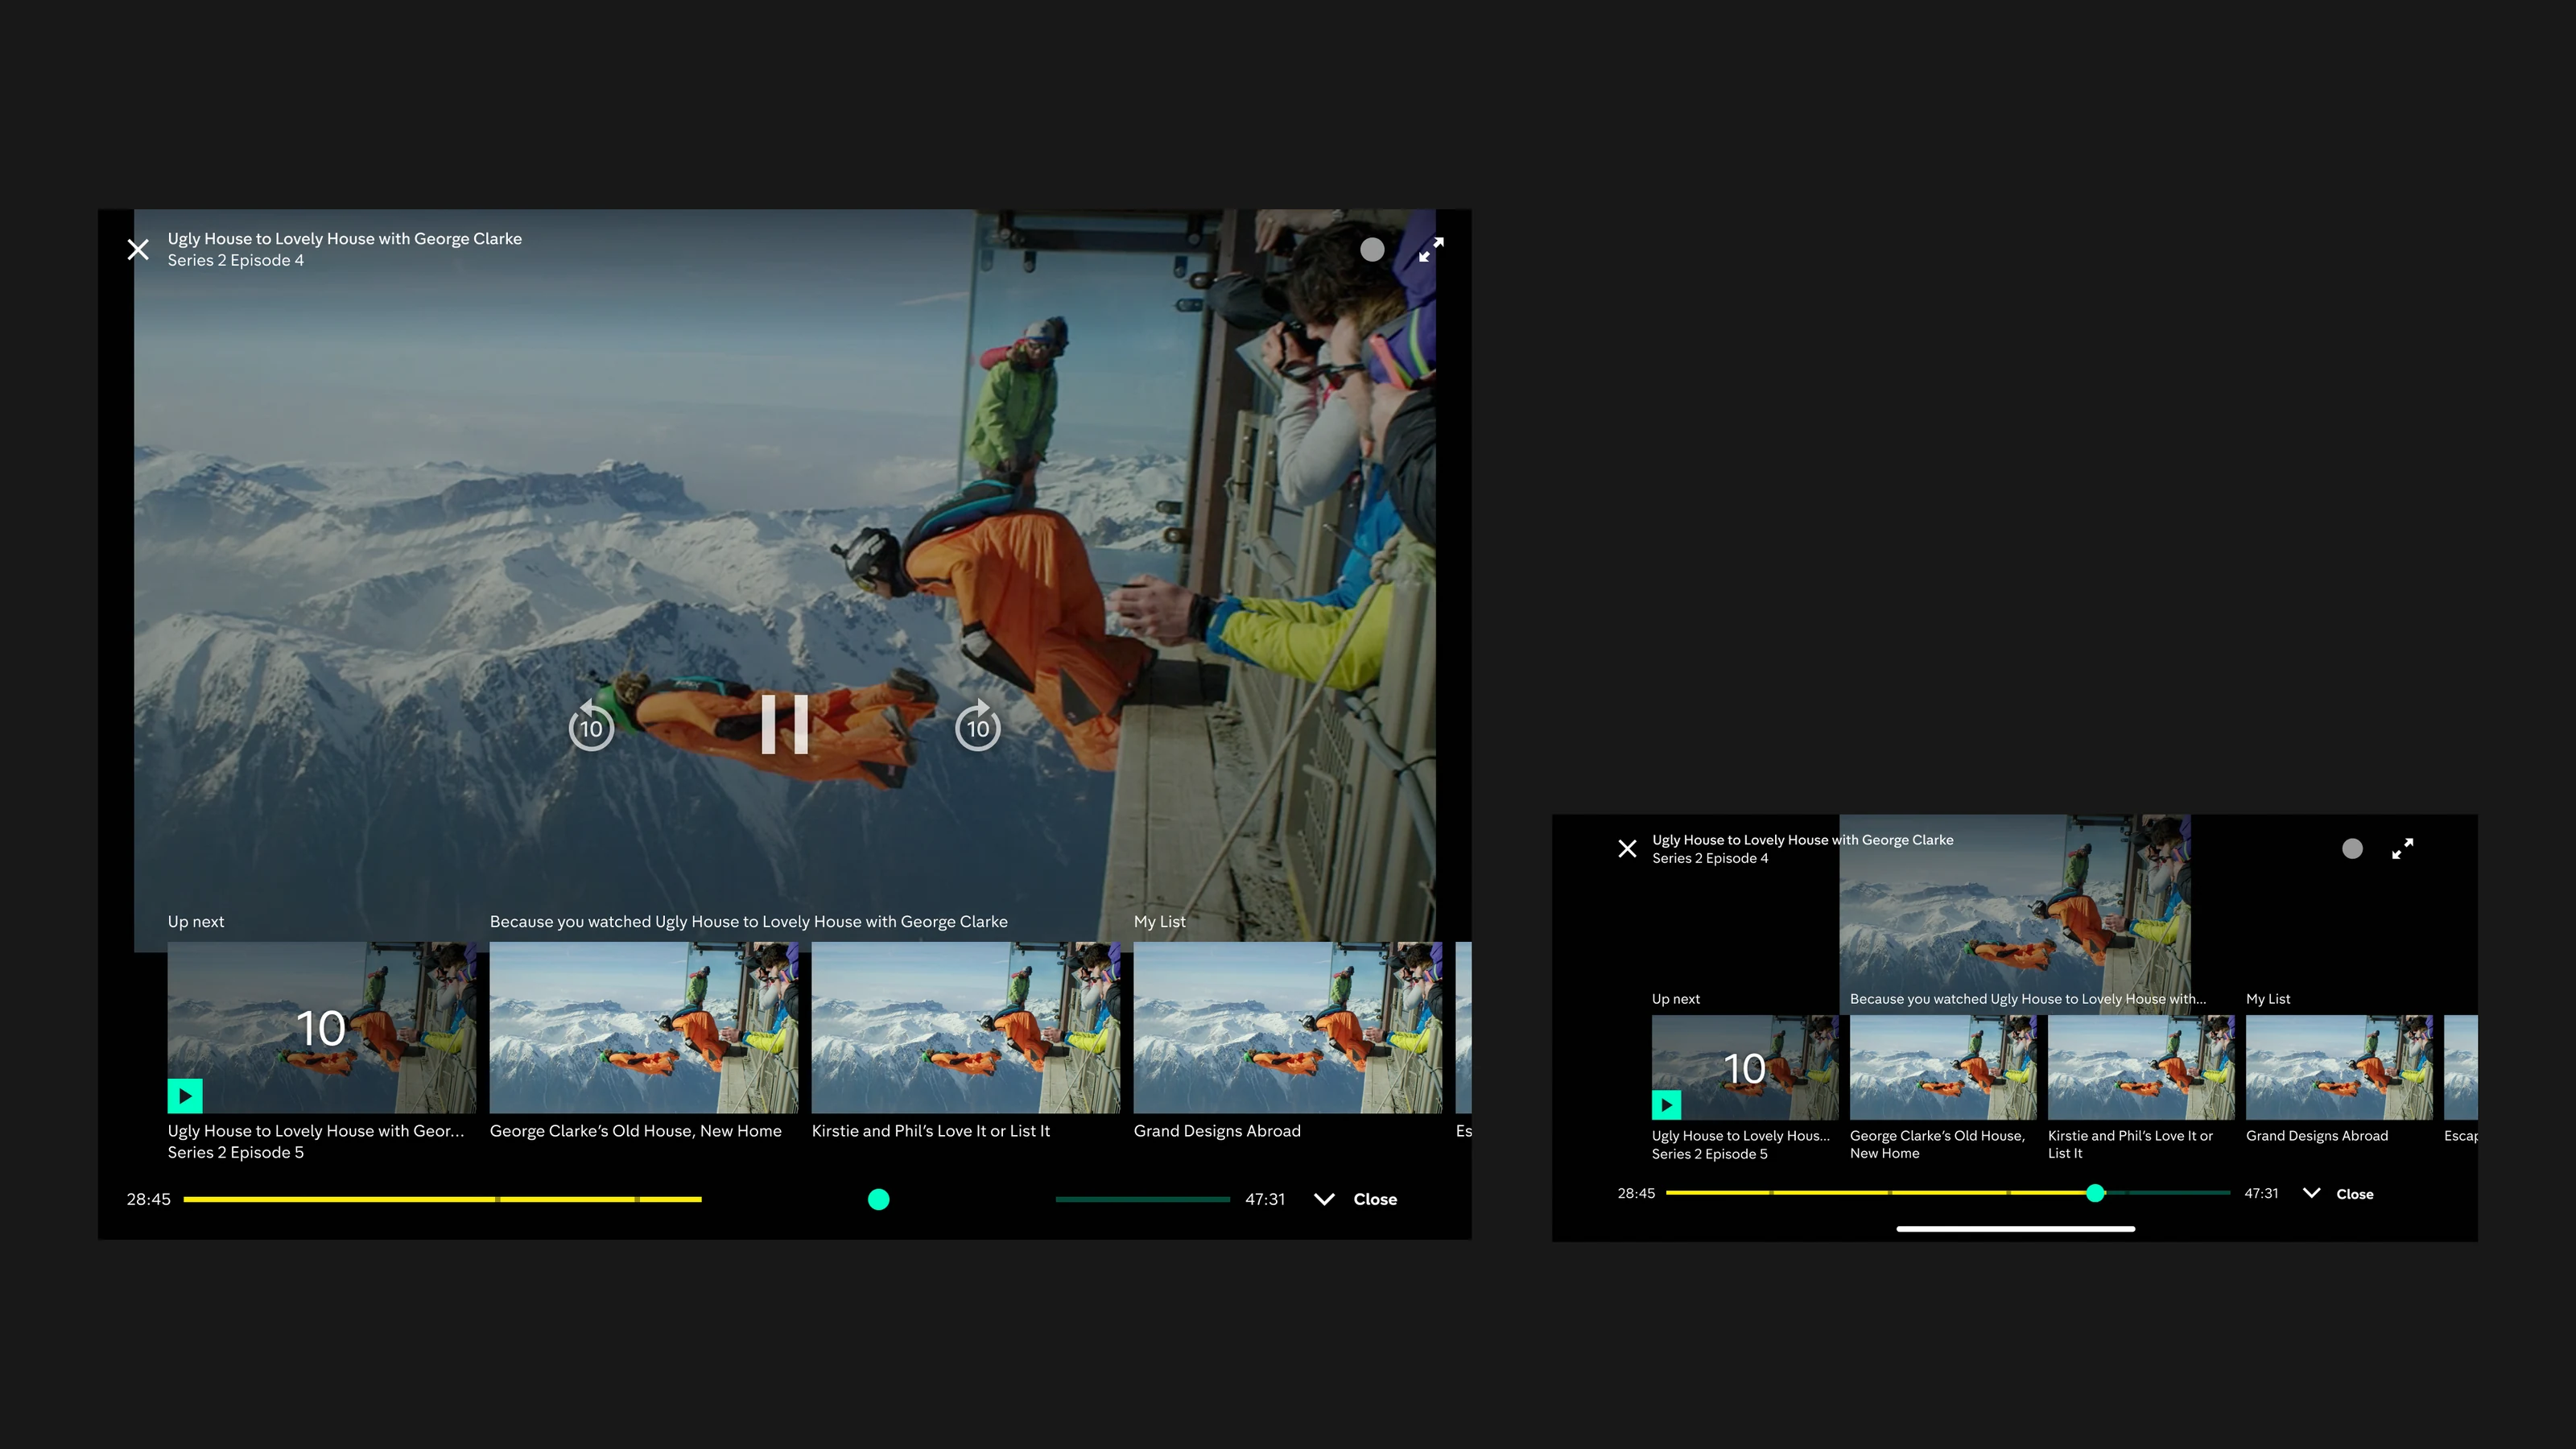 Ugly House to Lovely House with George Clarke
Series 2 Episode 4
10
10
Up next
Because you watched Ugly House to Lovely House with George Clarke
My List
10
Ugly House to Lovely House with Geor...
Series 2 Episode 5
George Clarke's Old House, New Home
Kirstie and Phil's Love It or List It
Grand Designs Abroad
Es
28:45
47:31
Close
Ugly House to Lovely House with George Clarke
Series 2 Episode 4
Up next
Because you watched Ugly House to Lovely House with...
My List
10
Ugly House to Lovely Hous...
Series 2 Episode 5
George Clarke's Old House,
New Home
Kirstie and Phil's Love It or
List It
Grand Designs Abroad
Escap
28:45
47:31
Close